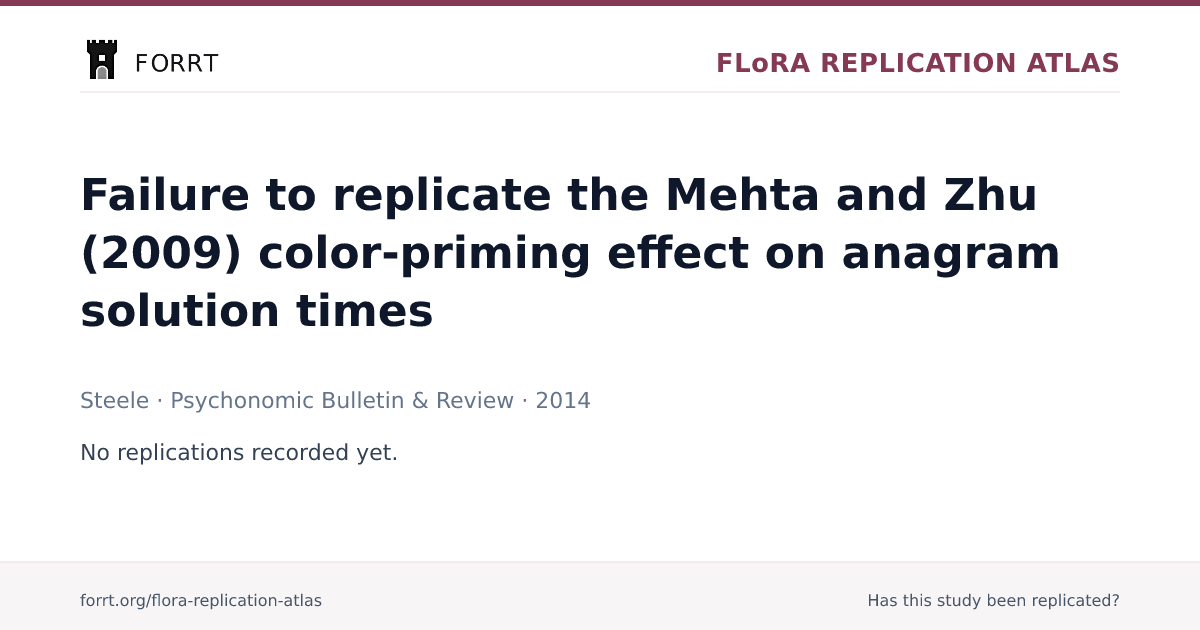 FORRT
FLoRA REPLICATION ATLAS
Failure to replicate the Mehta and Zhu
(2009) color-priming effect on anagram
solution times
Steele · Psychonomic Bulletin & Review · 2014
No replications recorded yet.
forrt.org/flora-replication-atlas
Has this study been replicated?